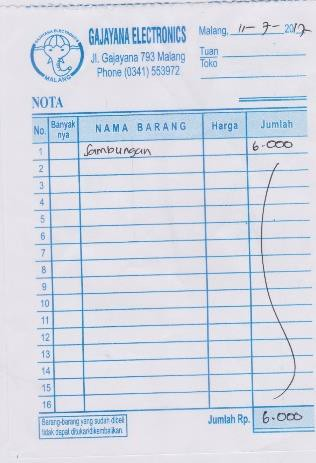 GAJAYANA ELECTRONICS
MALANG
GAJAYANA ELECTRONICS
Jl. Gajayana 793 Malang
Phone (0341) 553972
Malang, 11-7-2012
Tuan
Toko
NOTA
No. Banyak nya NAMA BARANG Harga Jumlah
1 Sambungan 6.000
2
3
4
5
6
7
8
9
10
11
12
13
14
15
16
Barang-barang yang sudah dibeli
tidak dapat ditukar/dikembalikan.
Jumlah Rp. 6.000